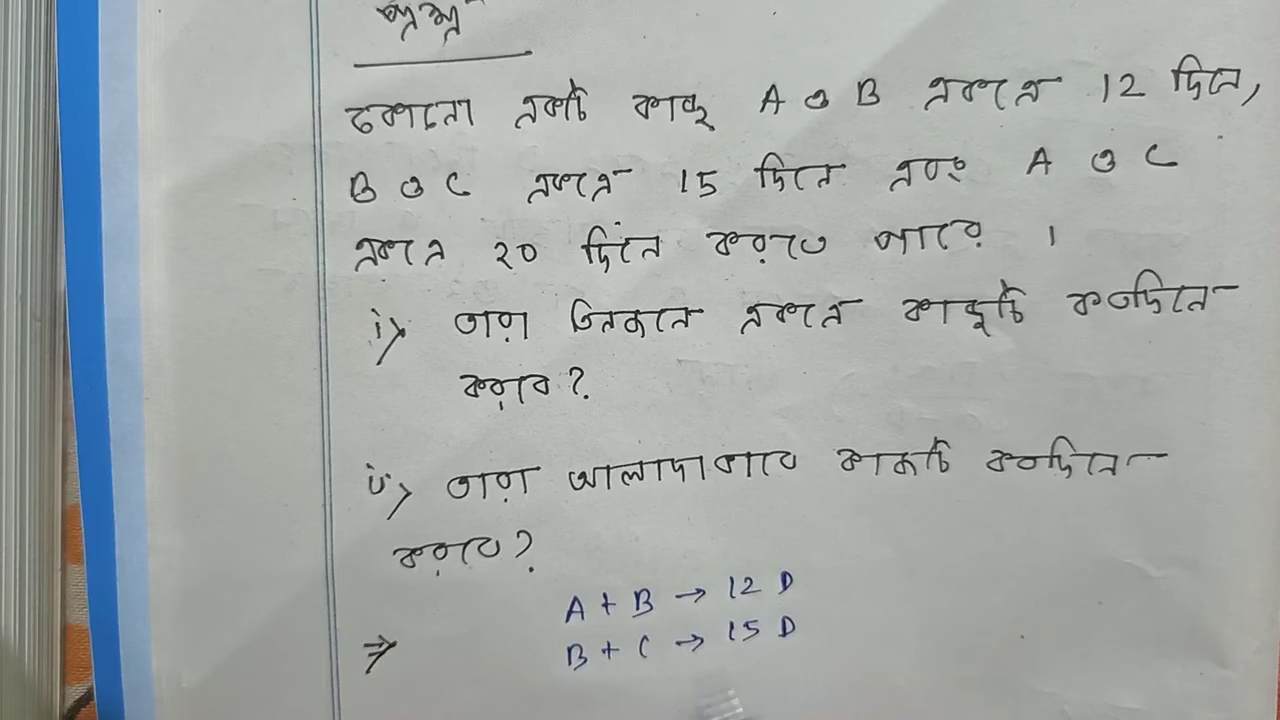 প্রশ্ন
কোনো একটি কাজ A ও B একত্রে 12 দিনে,
B ও C একত্রে 15 দিনে এবং A ও C
একত্রে ২০ দিনে করতে পারে ।
i> তারা তিনজনে একত্রে কাজটি কতদিনে
করবে ?
ii> তারা আলাদাভাবে কাজটি কতদিনে
করবে ?
A + B → 12 D
⇒ B + C → 15 D